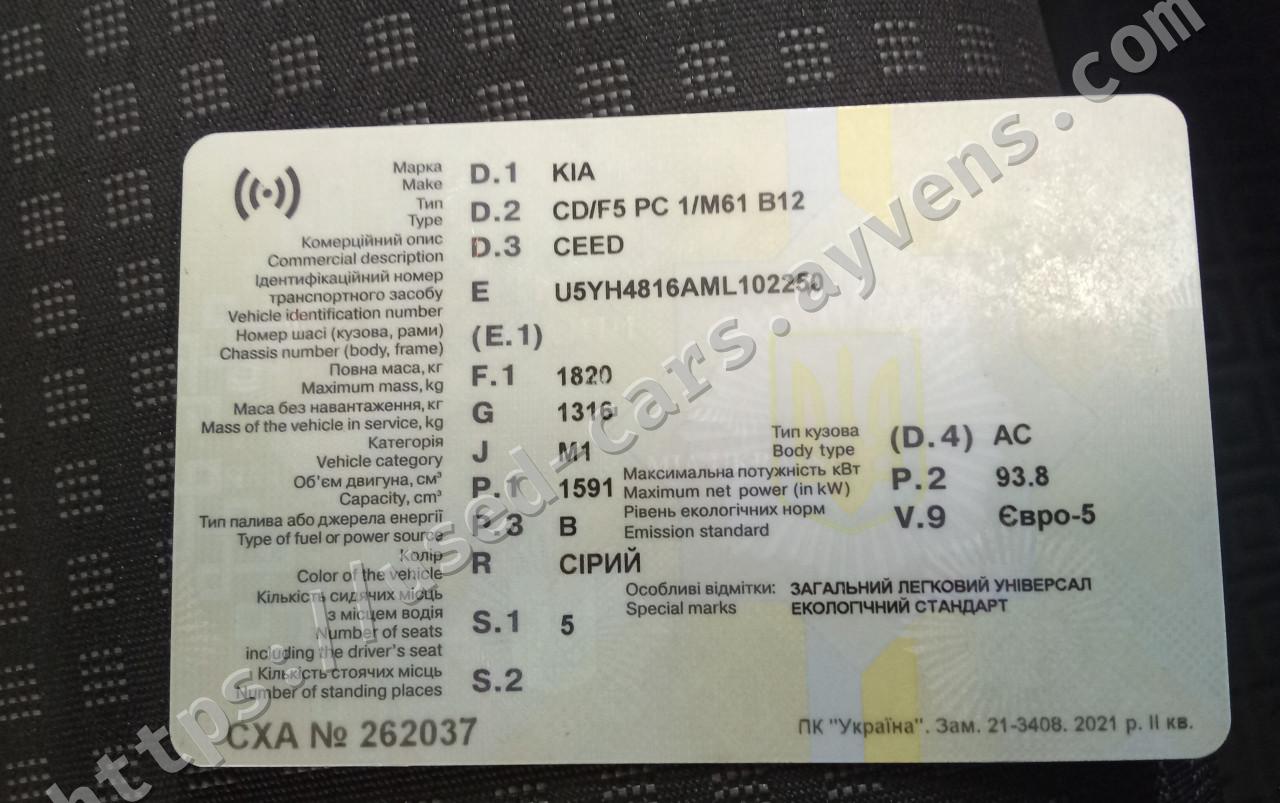 Марка D.1 KIA
Make
Тип D.2 CD/F5 PC 1/M61 B12
Type
Комерційний опис D.3 CEED
Commercial description
Ідентифікаційний номер
транспортного засобу E U5YH4816AML102250
Vehicle identification number
Номер шасі (кузова, рами) (E.1)
Chassis number (body, frame)
Повна маса, кг F.1 1820
Maximum mass, kg
Маса без навантаження, кг G 1316
Mass of the vehicle in service, kg
Категорія J M1
Vehicle category
Тип кузова (D.4) AC
Body type
Об'єм двигуна, см³ P.1 1591
Capacity, cm³
Максимальна потужність кВт P.2 93.8
Maximum net power (in kW)
Тип палива або джерела енергії P.3 B
Type of fuel or power source
Рівень екологічних норм V.9 Євро-5
Emission standard
Колір R СІРИЙ
Color of the vehicle
Кількість сидячих місць
з місцем водія S.1 5
Number of seats
including the driver's seat
Особливі відмітки: ЗАГАЛЬНИЙ ЛЕГКОВИЙ УНІВЕРСАЛ
Special marks ЕКОЛОГІЧНИЙ СТАНДАРТ
Кількість стоячих місць S.2
Number of standing places
СХА № 262037
ПК "Україна". Зам. 21-3408. 2021 р. II кв.
https://used-cars.ayvens.com